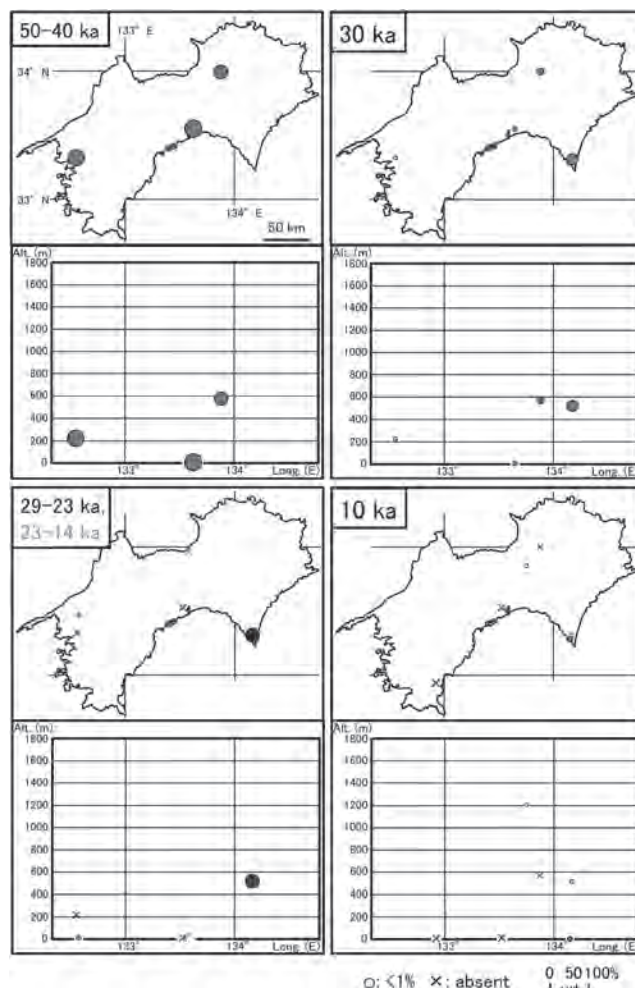 50-40 ka
133° E
34° N
33° N
134° E
50 km
30 ka
Alt. (m)
1800
1600
1400
1200
1000
800
600
400
200
0
133°
134°
Long. (E)
Alt. (m)
1800
1600
1400
1200
1000
800
600
400
200
0
133°
134°
Long. (E)
29-23 ka,
23-14 ka
10 ka
Alt. (m)
1800
1600
1400
1200
1000
800
600
400
200
0
133°
134°
Long. (E)
Alt. (m)
1800
1600
1400
1200
1000
800
600
400
200
0
133°
134°
Long. (E)
○: <1% ×: absent
0 50 100%